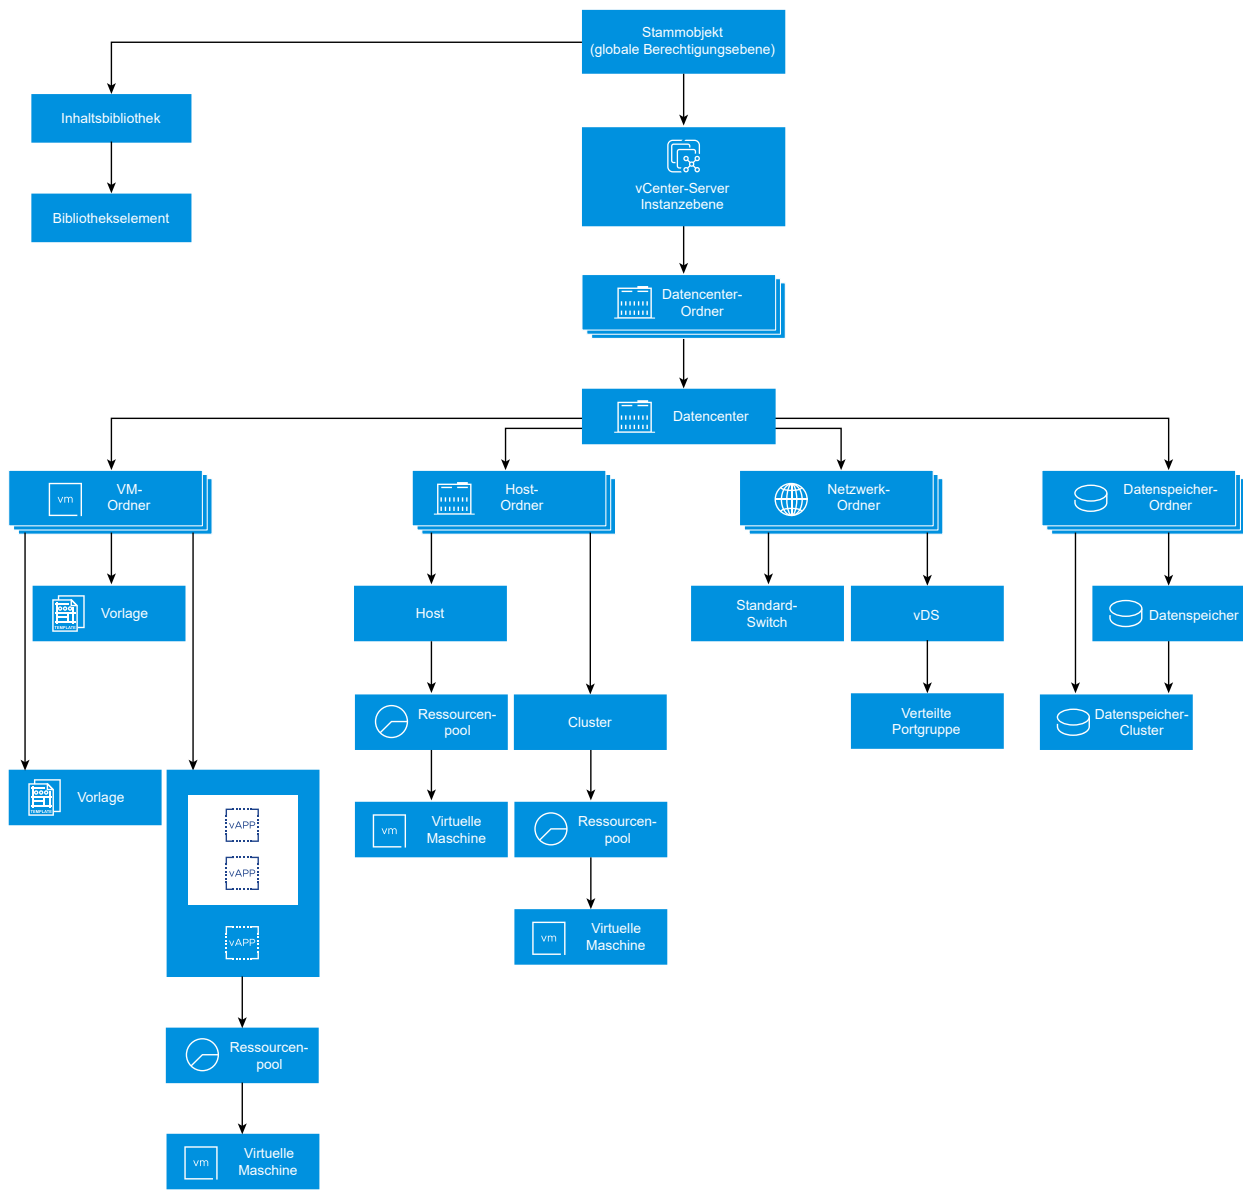 Stammobjekt
(globale Berechtigungsebene)
Inhaltsbibliothek
vCenter-Server
Instanzebene
Bibliothekselement
Datencenter-
Ordner
Datencenter
vm
VM-
Ordner
Host-
Ordner
Netzwerk-
Ordner
Datenspeicher-
Ordner
TEMPLATE
Vorlage
Host
Standard-
Switch
vDS
Datenspeicher
Ressourcen-
pool
Cluster
Verteilte
Portgruppe
Datenspeicher-
Cluster
TEMPLATE
Vorlage
vAPP
vAPP
vAPP
vm
Virtuelle
Maschine
Ressourcen-
pool
vm
Virtuelle
Maschine
Ressourcen-
pool
vm
Virtuelle
Maschine